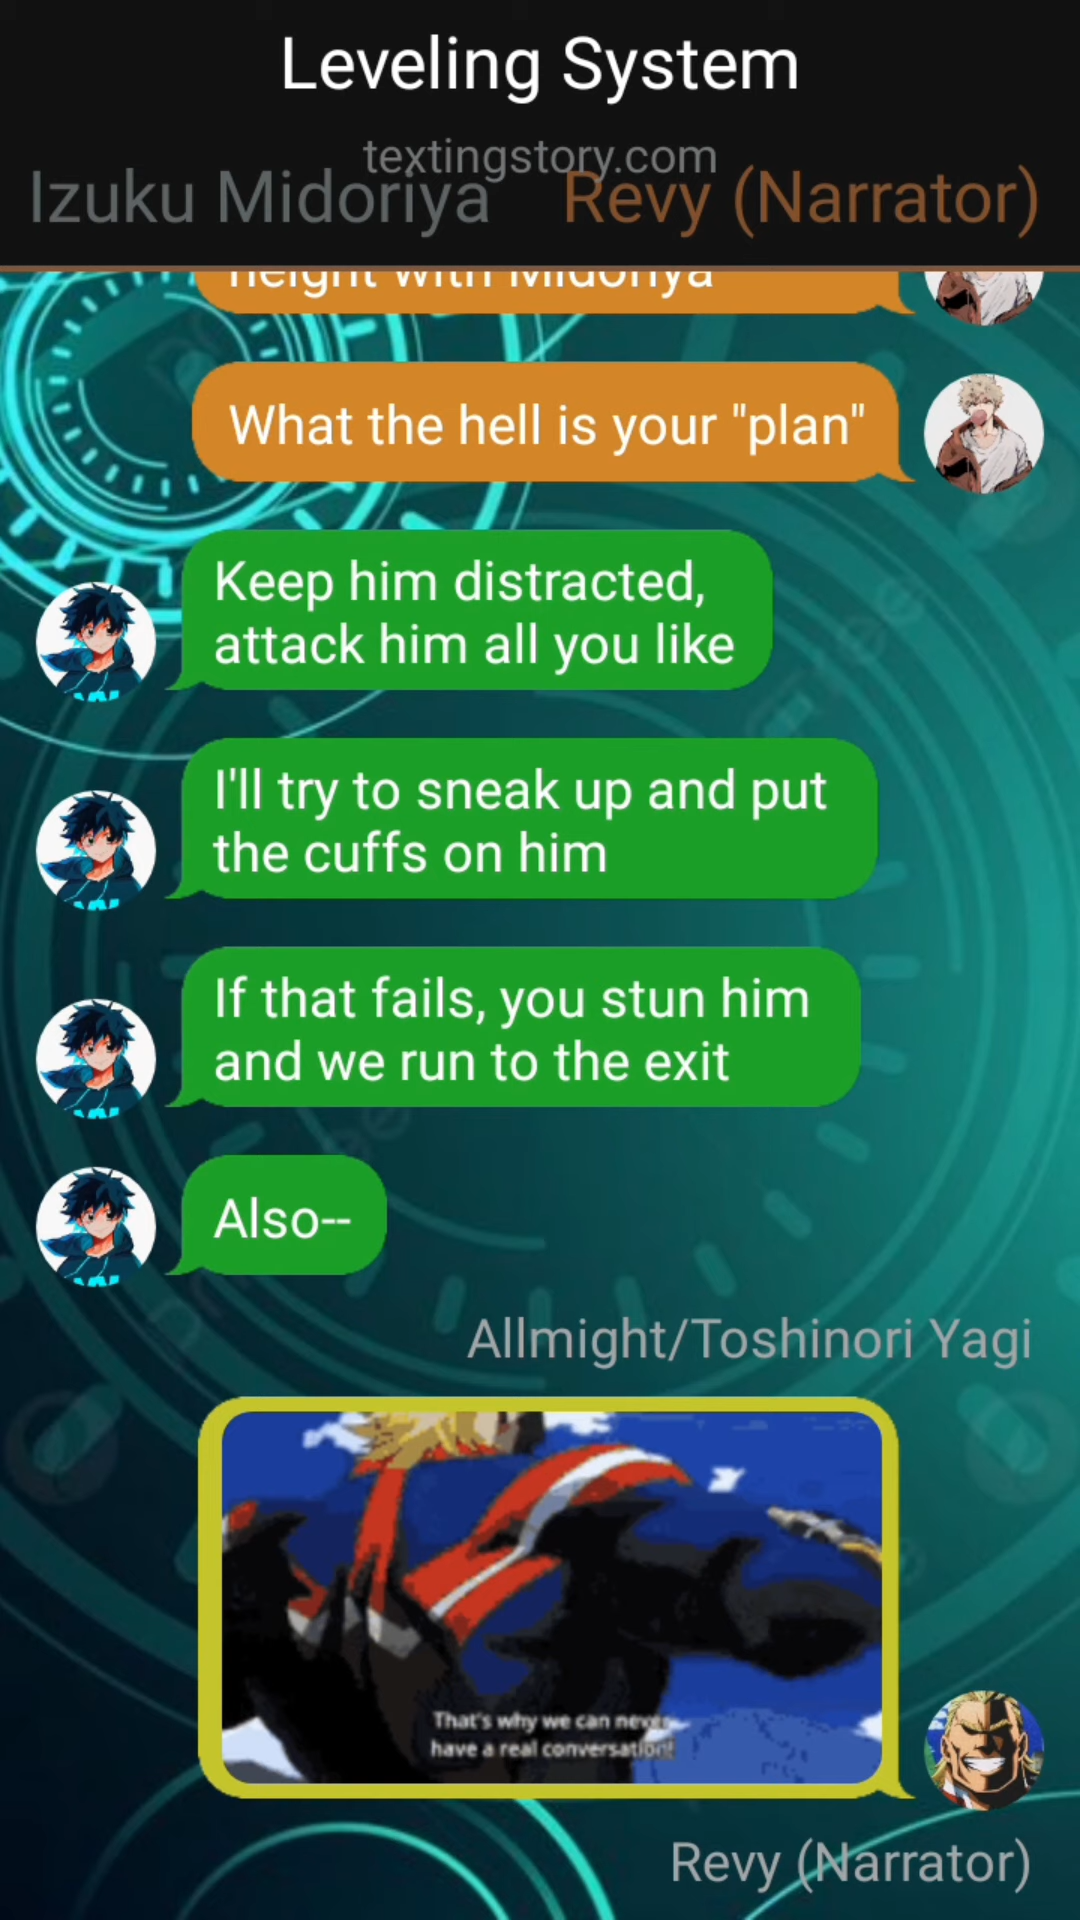 Leveling System
textingstory.com
Izuku Midoriya Revy (Narrator)
height with Midoriya
What the hell is your "plan"
Keep him distracted,
attack him all you like
I'll try to sneak up and put
the cuffs on him
If that fails, you stun him
and we run to the exit
Also--
Allmight/Toshinori Yagi
That's why we can never
have a real conversation!
Revy (Narrator)